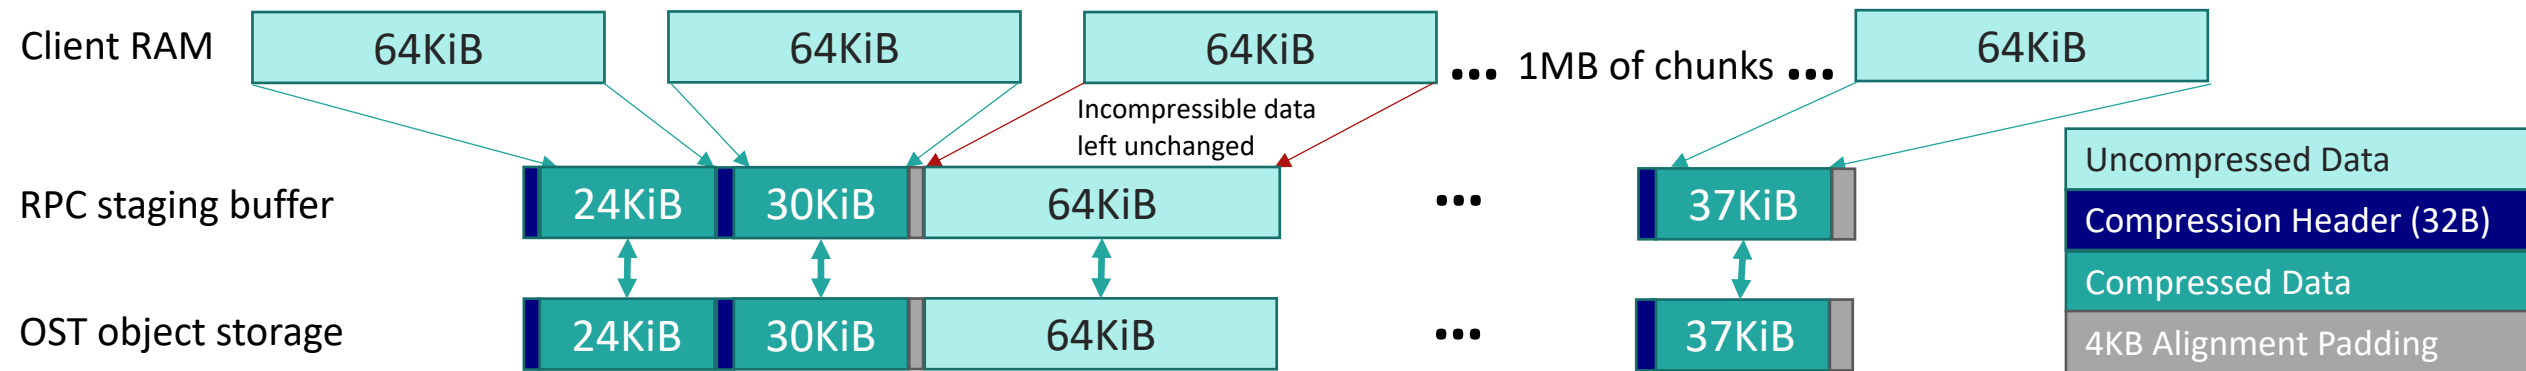 Client RAM
64KiB
64KiB
64KiB
... 1MB of chunks ...
64KiB
Incompressible data
left unchanged
RPC staging buffer
24KiB
30KiB
64KiB
...
37KiB
OST object storage
24KiB
30KiB
64KiB
...
37KiB
Uncompressed Data
Compression Header (32B)
Compressed Data
4KB Alignment Padding